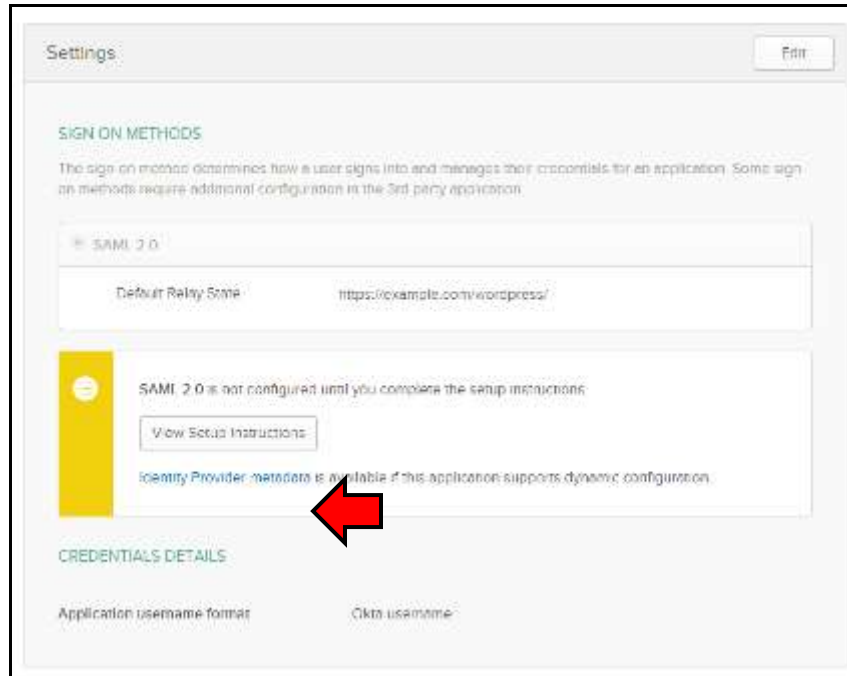 Settings
Edit
SIGN ON METHODS
The sign on method determines how a user signs into and manages their credentials for an application. Some sign
on methods require additional configuration in the 3rd party application.
SAML 2.0
Default Relay State
https://example.com/wordpress/
SAML 2.0 is not configured until you complete the setup instructions.
View Setup Instructions
Identity Provider metadata is available if this application supports dynamic configuration.
CREDENTIALS DETAILS
Application username format
Okta username